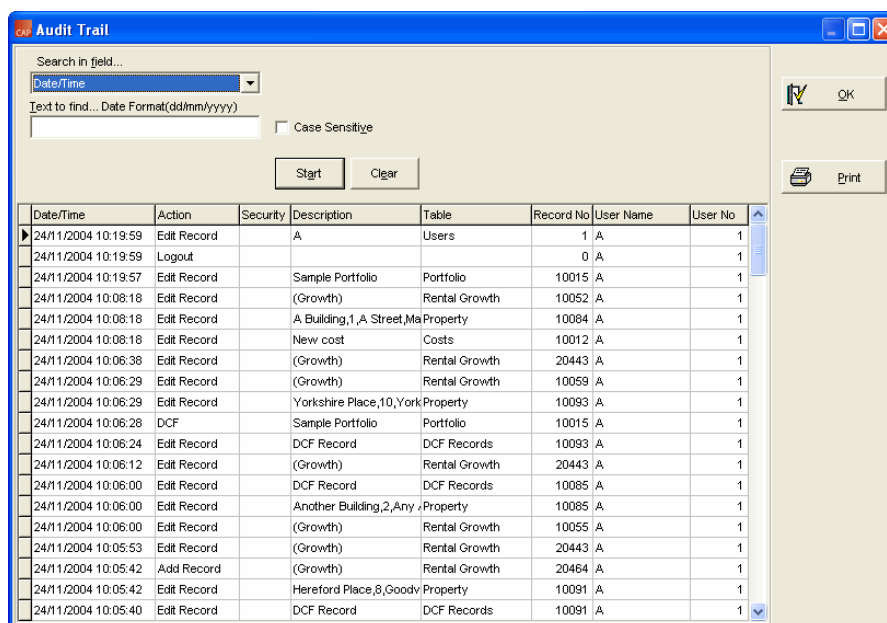 CAP Audit Trail
Search in field...
Date/Time
Text to find... Date Format(dd/mm/yyyy)
Case Sensitive
Start Clear
OK
Print
Date/Time Action Security Description Table Record No User Name User No
24/11/2004 10:19:59 Edit Record A Users 1 A 1
24/11/2004 10:19:59 Logout 0 A 1
24/11/2004 10:19:57 Edit Record Sample Portfolio Portfolio 10015 A 1
24/11/2004 10:08:18 Edit Record (Growth) Rental Growth 10052 A 1
24/11/2004 10:08:18 Edit Record A Building,1,A Street,Ma Property 10084 A 1
24/11/2004 10:08:18 Edit Record New cost Costs 10012 A 1
24/11/2004 10:06:38 Edit Record (Growth) Rental Growth 20443 A 1
24/11/2004 10:06:29 Edit Record (Growth) Rental Growth 10059 A 1
24/11/2004 10:06:29 Edit Record Yorkshire Place,10,York Property 10093 A 1
24/11/2004 10:06:28 DCF Sample Portfolio Portfolio 10015 A 1
24/11/2004 10:06:24 Edit Record DCF Record DCF Records 10093 A 1
24/11/2004 10:06:12 Edit Record (Growth) Rental Growth 20443 A 1
24/11/2004 10:06:00 Edit Record DCF Record DCF Records 10085 A 1
24/11/2004 10:06:00 Edit Record Another Building,2,Any Property 10085 A 1
24/11/2004 10:06:00 Edit Record (Growth) Rental Growth 10055 A 1
24/11/2004 10:05:53 Edit Record (Growth) Rental Growth 20443 A 1
24/11/2004 10:05:42 Add Record (Growth) Rental Growth 20464 A 1
24/11/2004 10:05:42 Edit Record Hereford Place,8,Goodv Property 10091 A 1
24/11/2004 10:05:40 Edit Record DCF Record DCF Records 10091 A 1